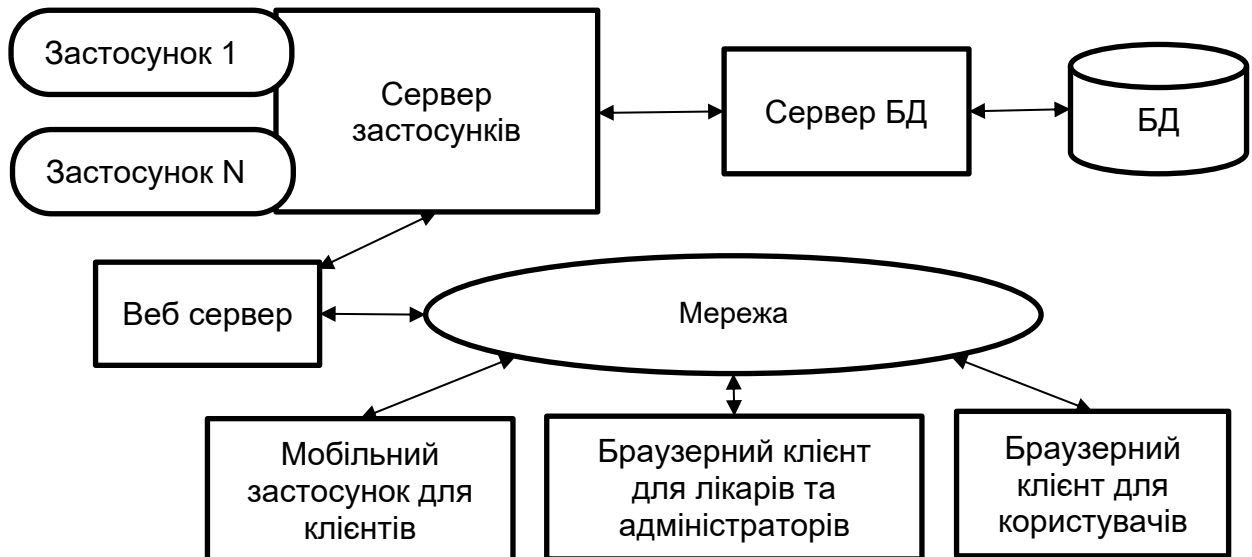 Застосунок 1
Сервер
застосунків
Сервер БД
БД
Застосунок N
Веб сервер
Мережа
Мобільний
застосунок для
клієнтів
Браузерний клієнт
для лікарів та
адміністраторів
Браузерний
клієнт для
користувачів